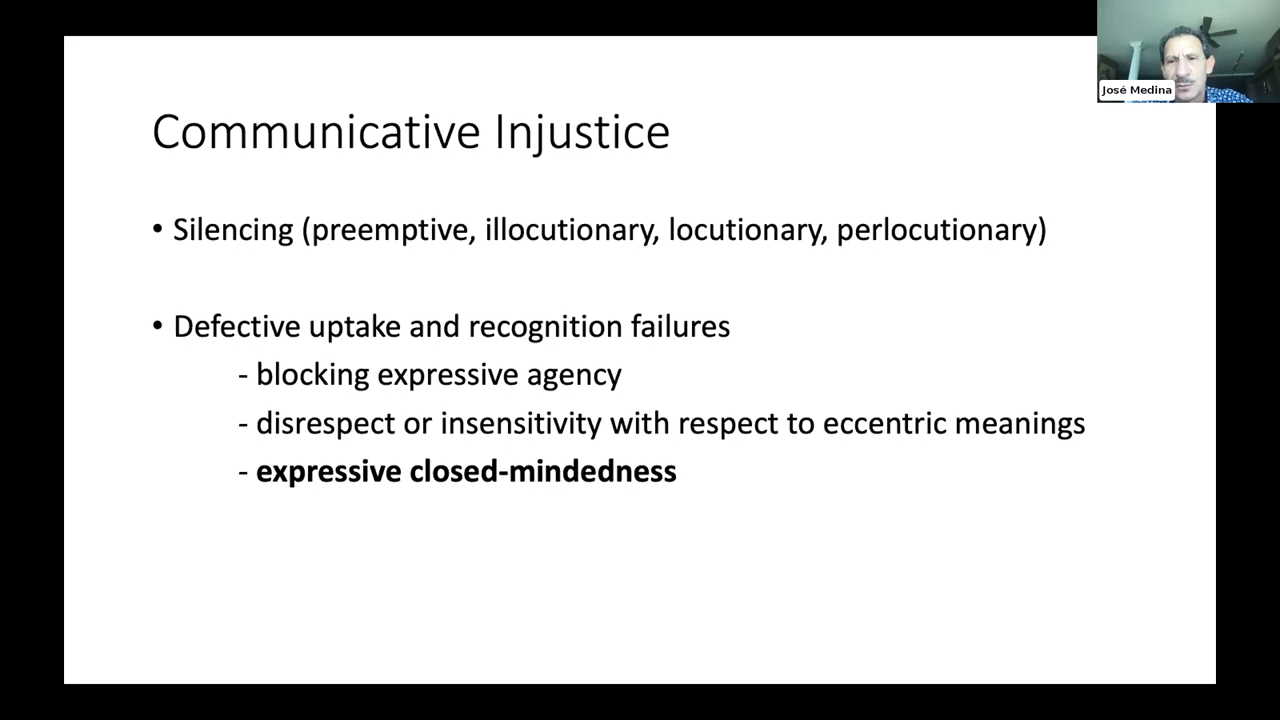 José Medina
Communicative Injustice
• Silencing (preemptive, illocutionary, locutionary, perlocutionary)
• Defective uptake and recognition failures
- blocking expressive agency
- disrespect or insensitivity with respect to eccentric meanings
- expressive closed-mindedness